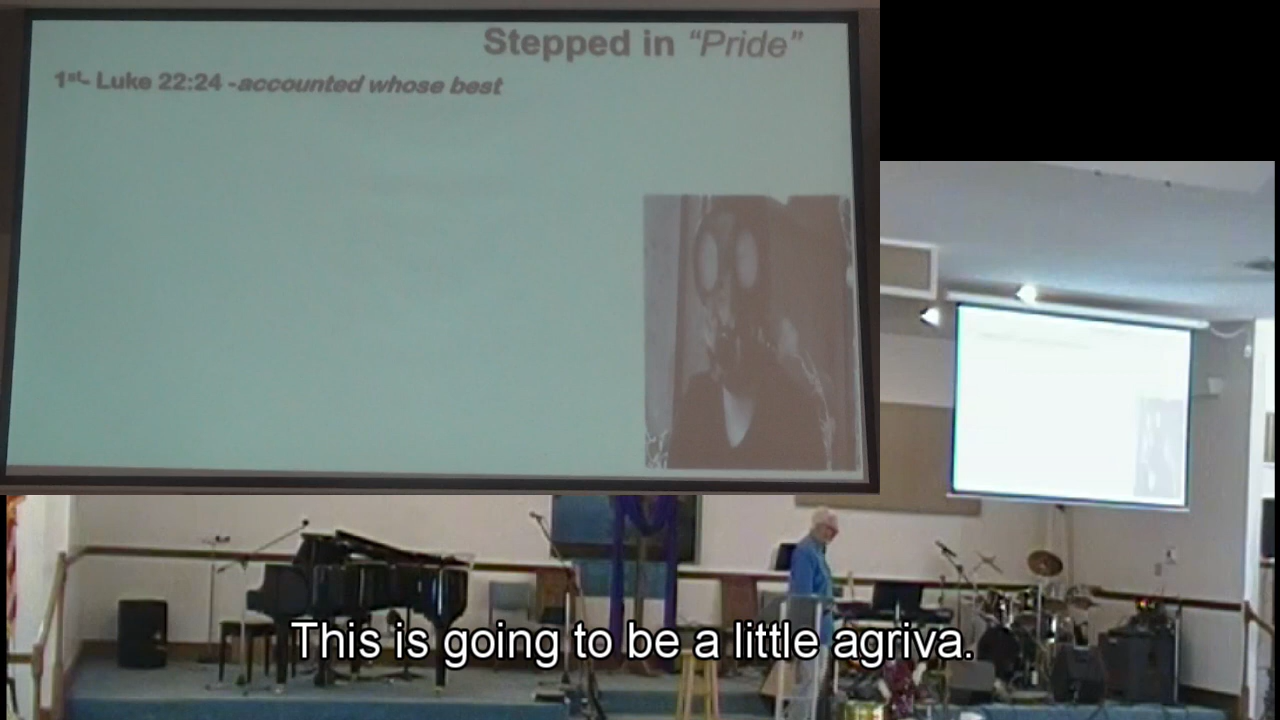 Stepped in “Pride”
1st- Luke 22:24 -accounted whose best
This is going to be a little agriva.